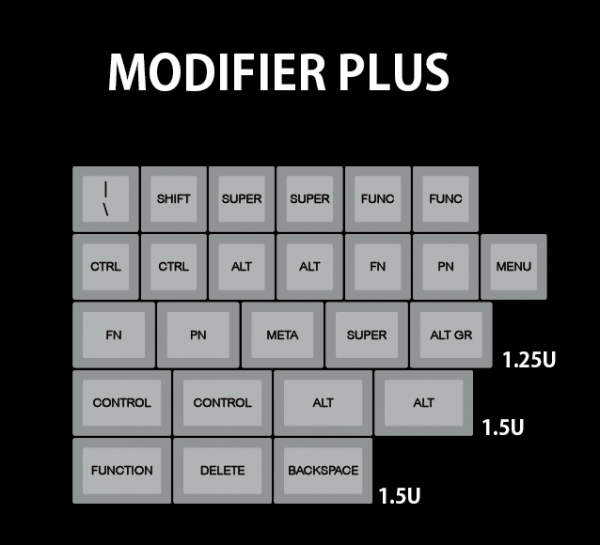 MODIFIER PLUS
|
\ SHIFT SUPER SUPER FUNC FUNC
CTRL CTRL ALT ALT FN PN MENU
FN PN META SUPER ALT GR 1.25U
CONTROL CONTROL ALT ALT 1.5U
FUNCTION DELETE BACKSPACE 1.5U